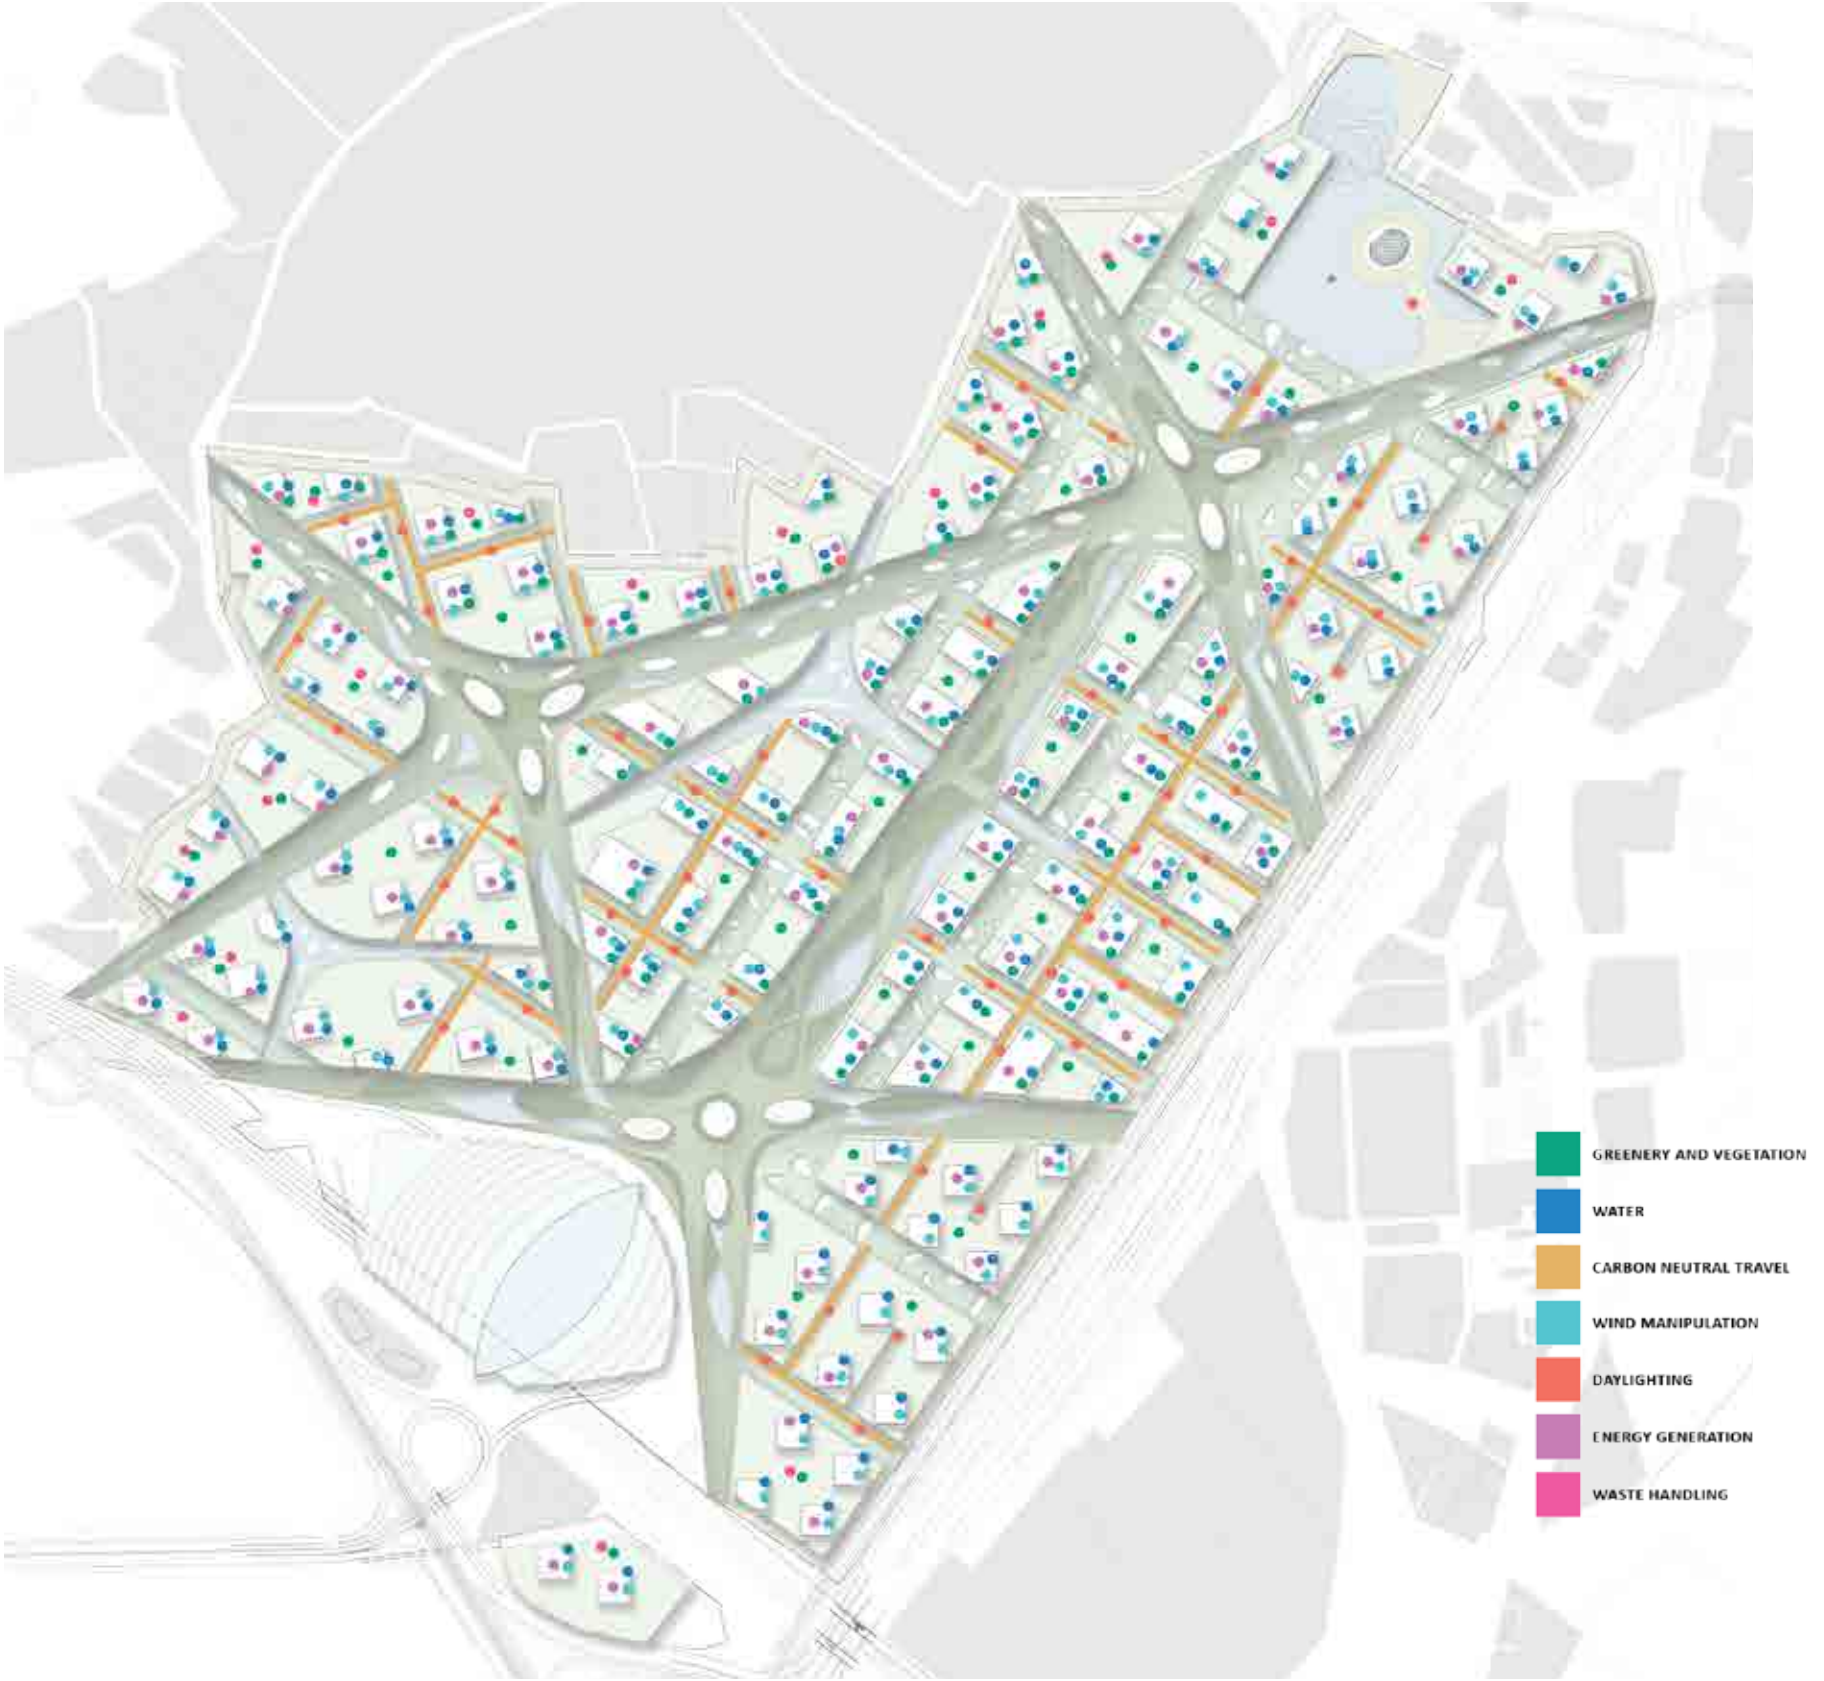 GREENERY AND VEGETATION
WATER
CARBON NEUTRAL TRAVEL
WIND MANIPULATION
DAYLIGHTING
ENERGY GENERATION
WASTE HANDLING